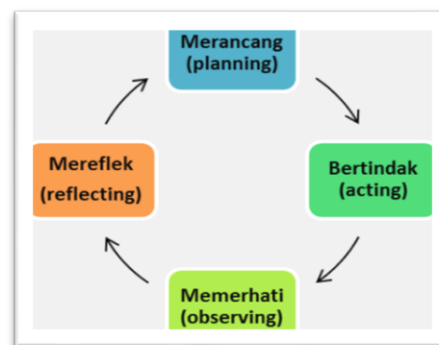 Merancang
(planning)
Bertindak
(acting)
Memerhati
(observing)
Mereflek
(reflecting)